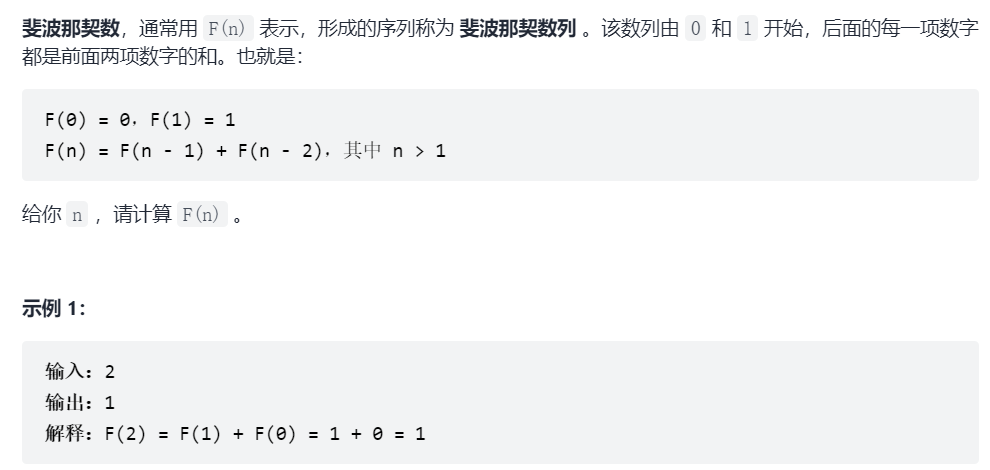 斐波那契数，通常用 F(n) 表示，形成的序列称为 斐波那契数列 。该数列由 0 和 1 开始，后面的每一项数字
都是前面两项数字的和。也就是：
F(0) = 0，F(1) = 1
F(n) = F(n - 1) + F(n - 2)，其中 n > 1
给你 n ，请计算 F(n) 。
示例 1：
输入：2
输出：1
解释：F(2) = F(1) + F(0) = 1 + 0 = 1